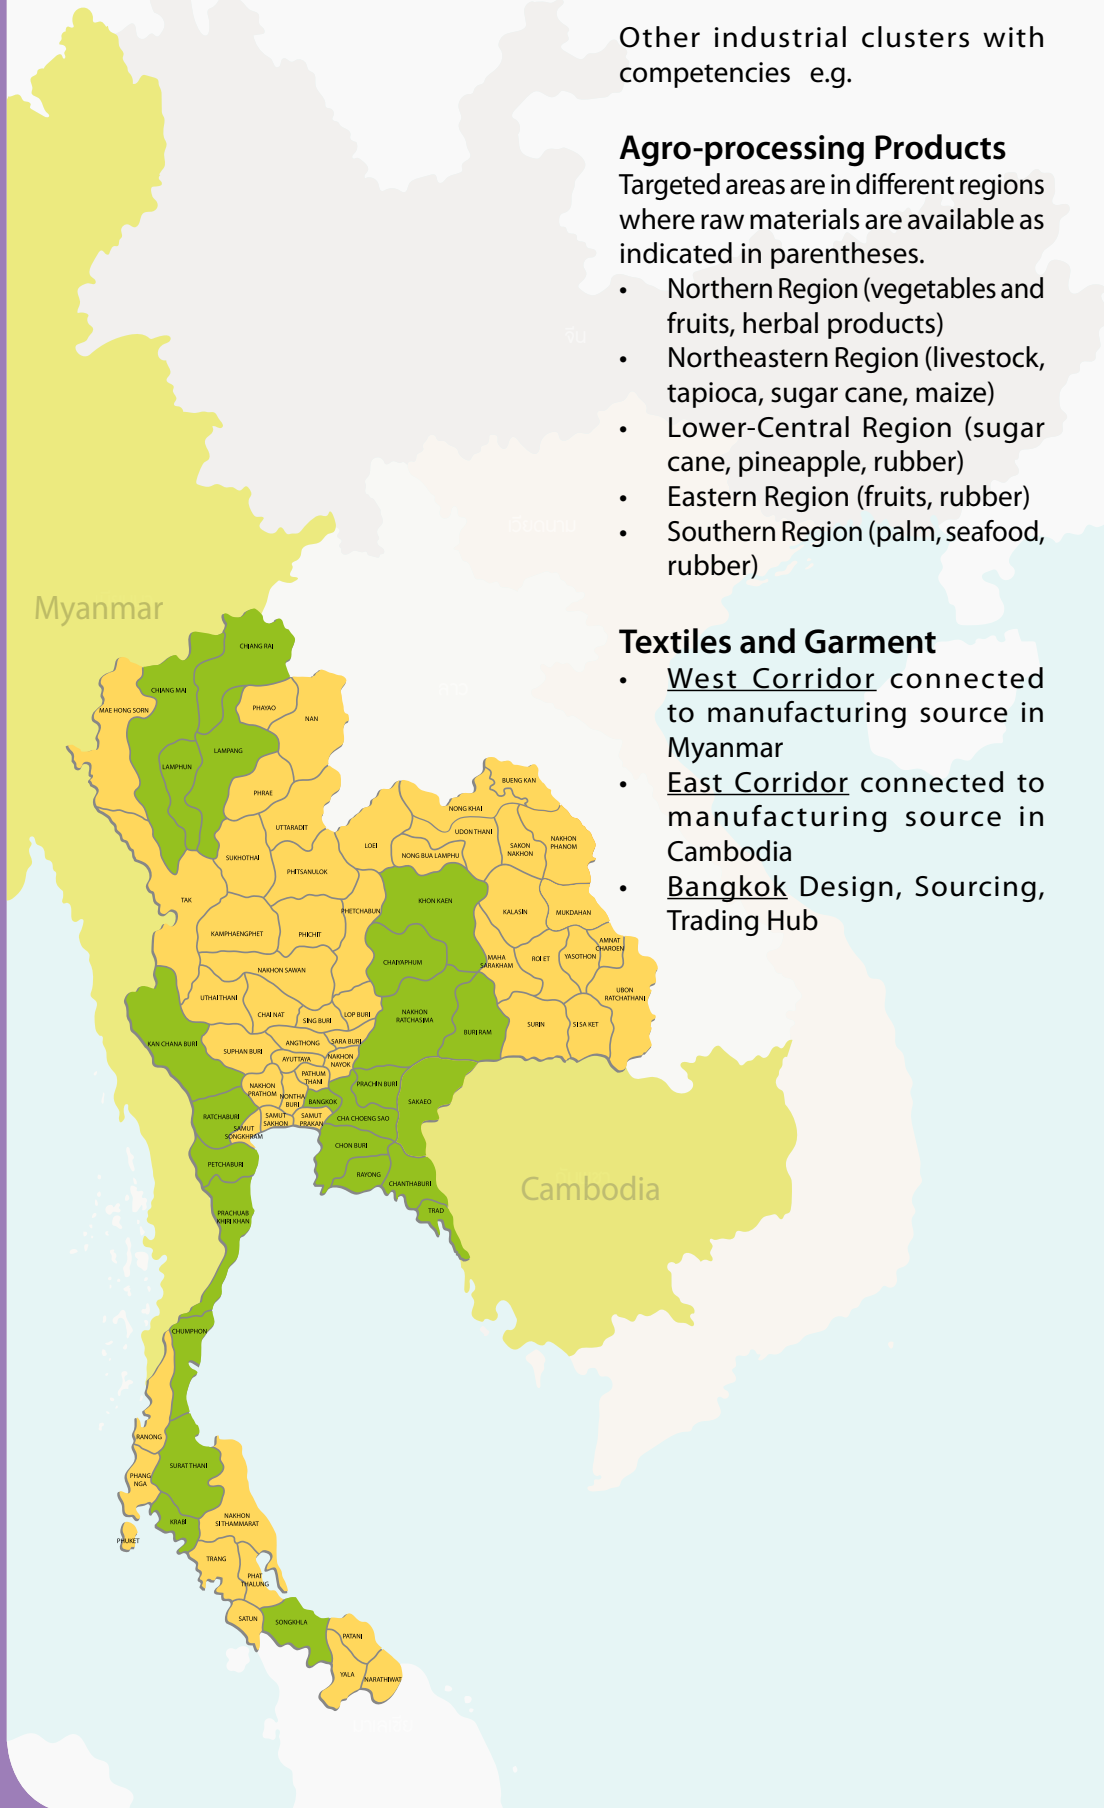 Other industrial clusters with
competencies e.g.
Agro-processing Products
Targeted areas are in different regions
where raw materials are available as
indicated in parentheses.
• Northern Region (vegetables and
fruits, herbal products)
• Northeastern Region (livestock,
tapioca, sugar cane, maize)
• Lower-Central Region (sugar
cane, pineapple, rubber)
• Eastern Region (fruits, rubber)
• Southern Region (palm, seafood,
rubber)
Textiles and Garment
• West Corridor connected
to manufacturing source in
Myanmar
• East Corridor connected to
manufacturing source in
Cambodia
• Bangkok Design, Sourcing,
Trading Hub
จีน
Myanmar
Cambodia
CHIANG RAI
CHIANG MAI
MAE HONG SORN
PHAYAO
NAN
LAMPANG
LAMPHUN
PHRAE
BUENG KAN
NONG KHAI
UTTARADIT
UDON THANI
LOEI
SAKON
NAKHON
NAKHON
PHANOM
NONG BUA LAMPHU
SUKHOTHAI
PHITSANULOK
TAK
KHON KAEN
PHETCHABUN
KALASIN
MUKDAHAN
KAMPHAENGPHET
PHICHIT
AMNAT
CHAROEN
CHAIYAPHUM
MAHA
SARAKHAM
ROI ET
YASOTHON
NAKHON SAWAN
UBON
RATCHATHANI
UTHAI THANI
CHAI NAT
SING BURI
LOP BURI
NAKHON
RATCHASIMA
BURI RAM
SURIN
SI SA KET
KAN CHANA BURI
SUPHAN BURI
ANGTHONG
SARA BURI
AYUTTAYA
NAKHON
NAYOK
PATHUM
THANI
NAKHON
PRATHOM
NONTHA
BURI
BANGKOK
PRACHIN BURI
SAKAEO
RATCHABURI
SAMUT
SAKHON
SAMUT
PRAKAN
CHA CHOENG SAO
SAMUT
SONGKHRAM
CHON BURI
PETCHABURI
RAYONG
CHANTHABURI
TRAD
PRACHUAB
KHIRI KHAN
CHUMPHON
RANONG
SURAT THANI
PHANG
NGA
KRABI
NAKHON
SI THAMMARAT
PHUKET
TRANG
PHAT
THALUNG
SATUN
SONGKHLA
PATANI
YALA
NARATHIWAT